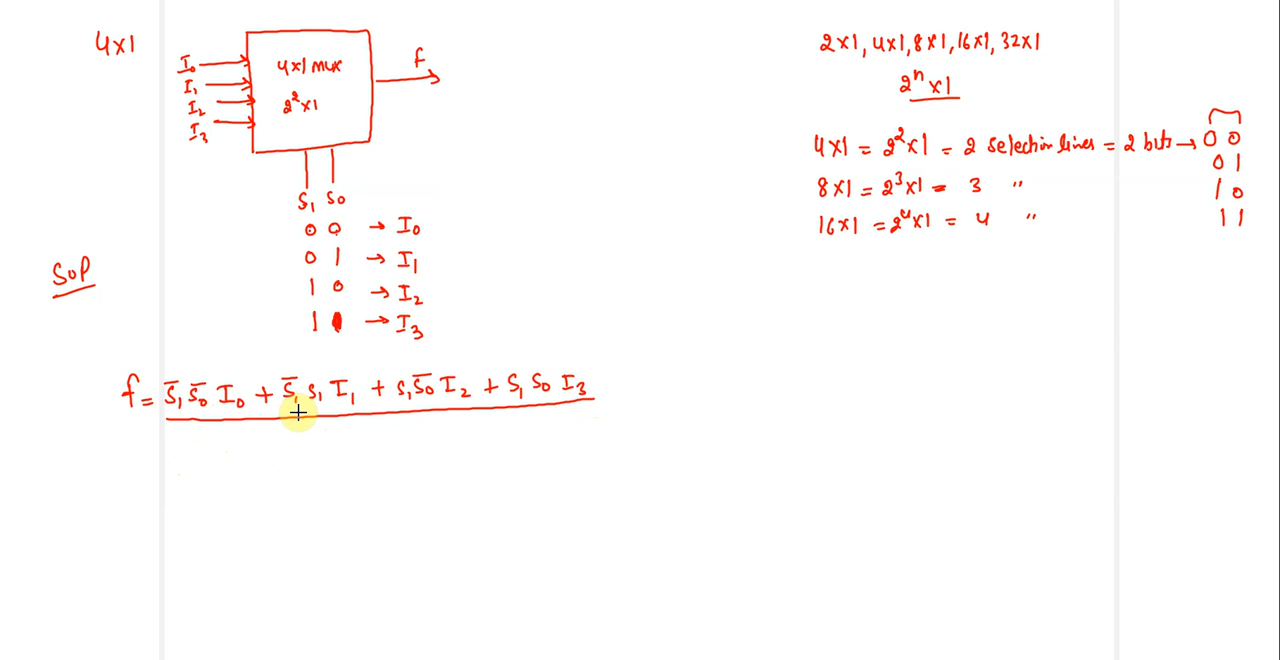 4x1
I₀
I₁
I₂
I₃
4x1 MUX
2²x1
f
S₁ S₀
0 0 → I₀
0 1 → I₁
1 0 → I₂
1 1 → I₃
SOP
f = S̅₁ S̅₀ I₀ + S̅₁ S₁ I₁ + S₁ S̅₀ I₂ + S₁ S₀ I₃
2x1, 4x1, 8x1, 16x1, 32x1
2ⁿx1
4x1 = 2²x1 = 2 selection lines = 2 bits → 0 0
0 1
1 0
1 1
8x1 = 2³x1 = 3 "
16x1 = 2⁴x1 = 4 "